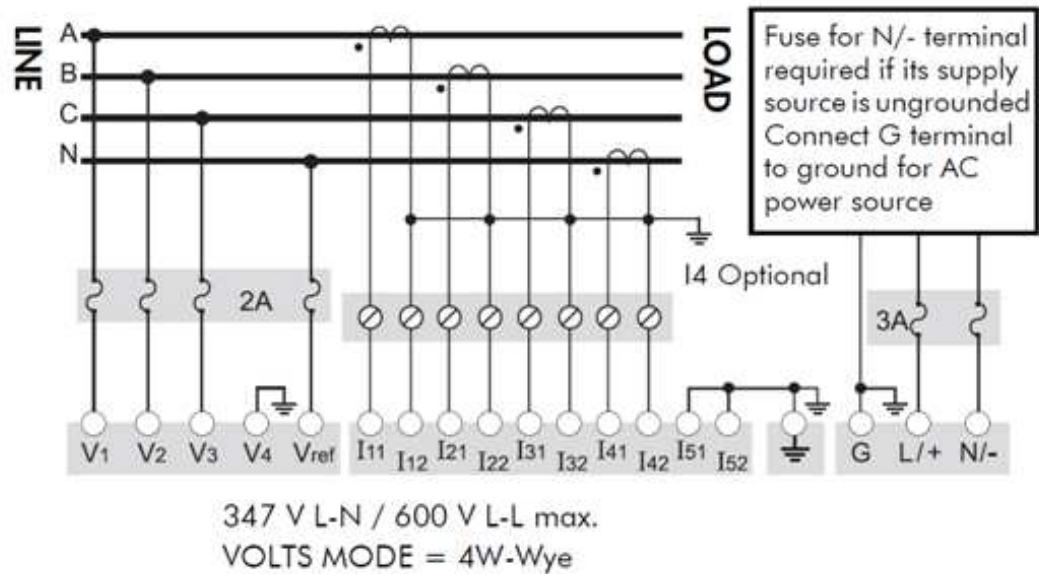 LINE
A
B
C
N
LOAD
Fuse for N/- terminal
required if its supply
source is ungrounded
Connect G terminal
to ground for AC
power source
I4 Optional
2A
3A
V1 V2 V3 V4 Vref I11 I12 I21 I22 I31 I32 I41 I42 I51 I52 G L/+ N/-
347 V L-N / 600 V L-L max.
VOLTS MODE = 4W-Wye